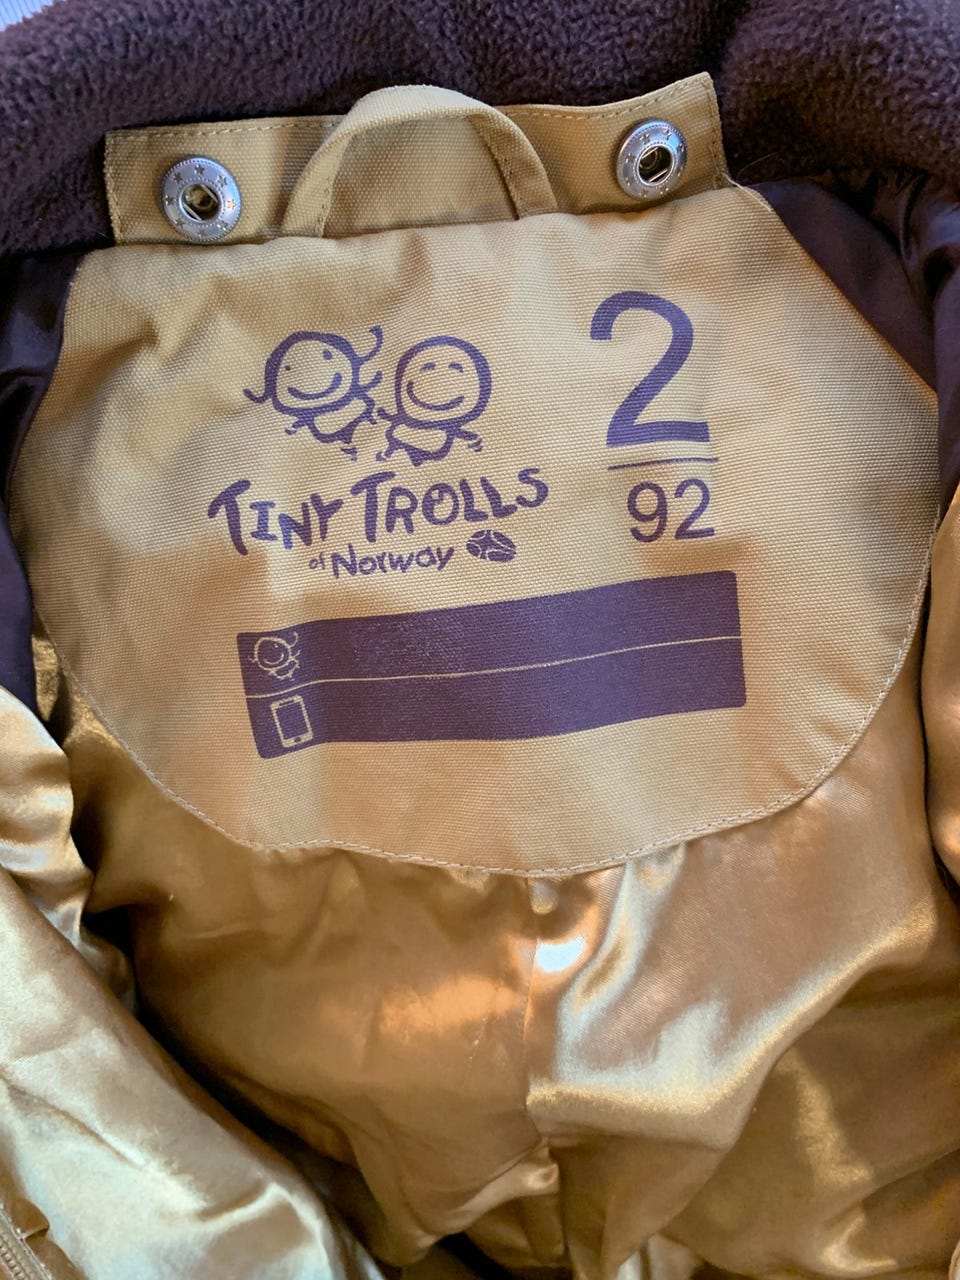 TINY TROLLS
of Norway
2
92